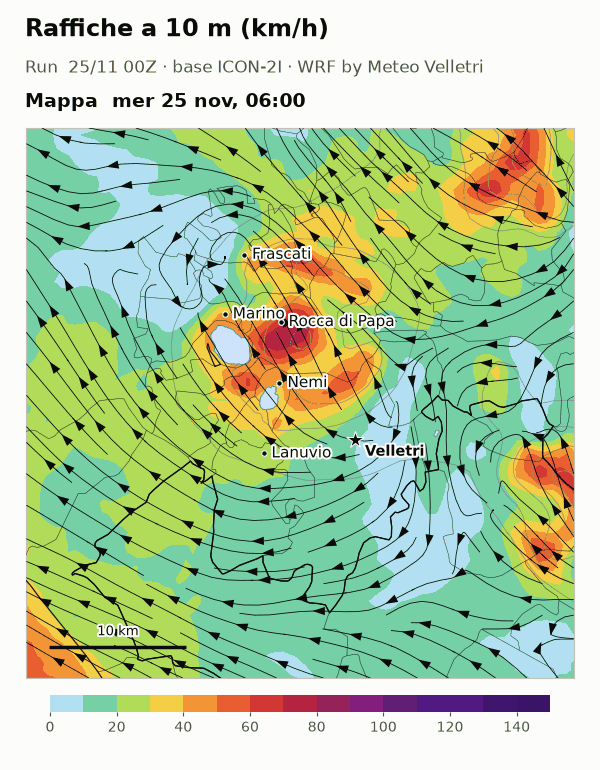 Raffiche a 10 m (km/h)
Run  25/11 00Z · base ICON-2I · WRF by Meteo Velletri
Mappa  mer 25 nov, 06:00
Frascati
Marino
Rocca di Papa
Nemi
Velletri
Lanuvio
10 km
0 20 40 60 80 100 120 140